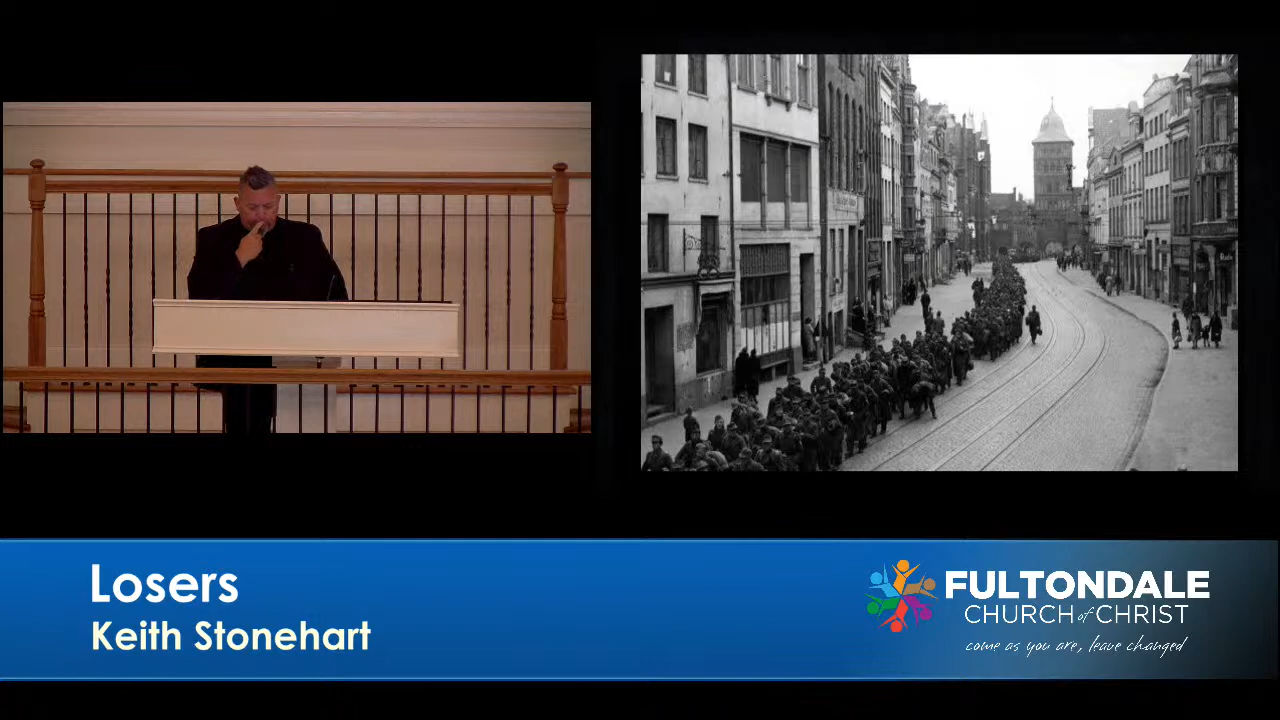 Losers
Keith Stonehart
FULTONDALE
CHURCH of CHRIST
come as you are, leave changed